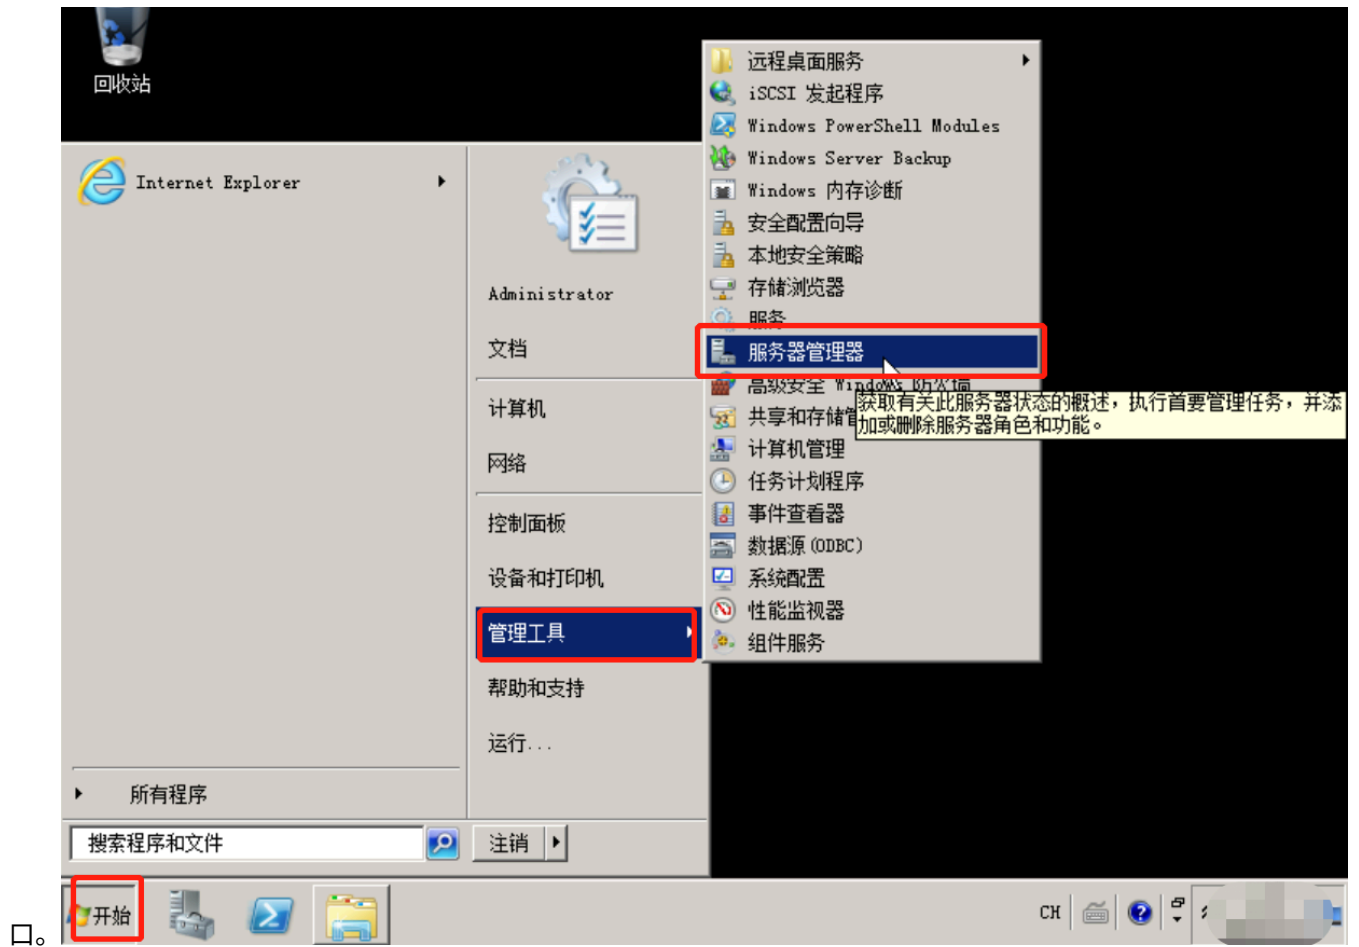 回收站
Internet Explorer
Administrator
文档
计算机
网络
控制面板
设备和打印机
管理工具
帮助和支持
运行...
所有程序
搜索程序和文件
注销
远程桌面服务
iSCSI 发起程序
Windows PowerShell Modules
Windows Server Backup
Windows 内存诊断
安全配置向导
本地安全策略
存储浏览器
服务
服务器管理器
高级安全 Windows 防火墙
获取有关此服务器状态的概述，执行首要管理任务，并添
加或删除服务器角色和功能。
共享和存储
计算机管理
任务计划程序
事件查看器
数据源(ODBC)
系统配置
性能监视器
组件服务
开始
CH
口。